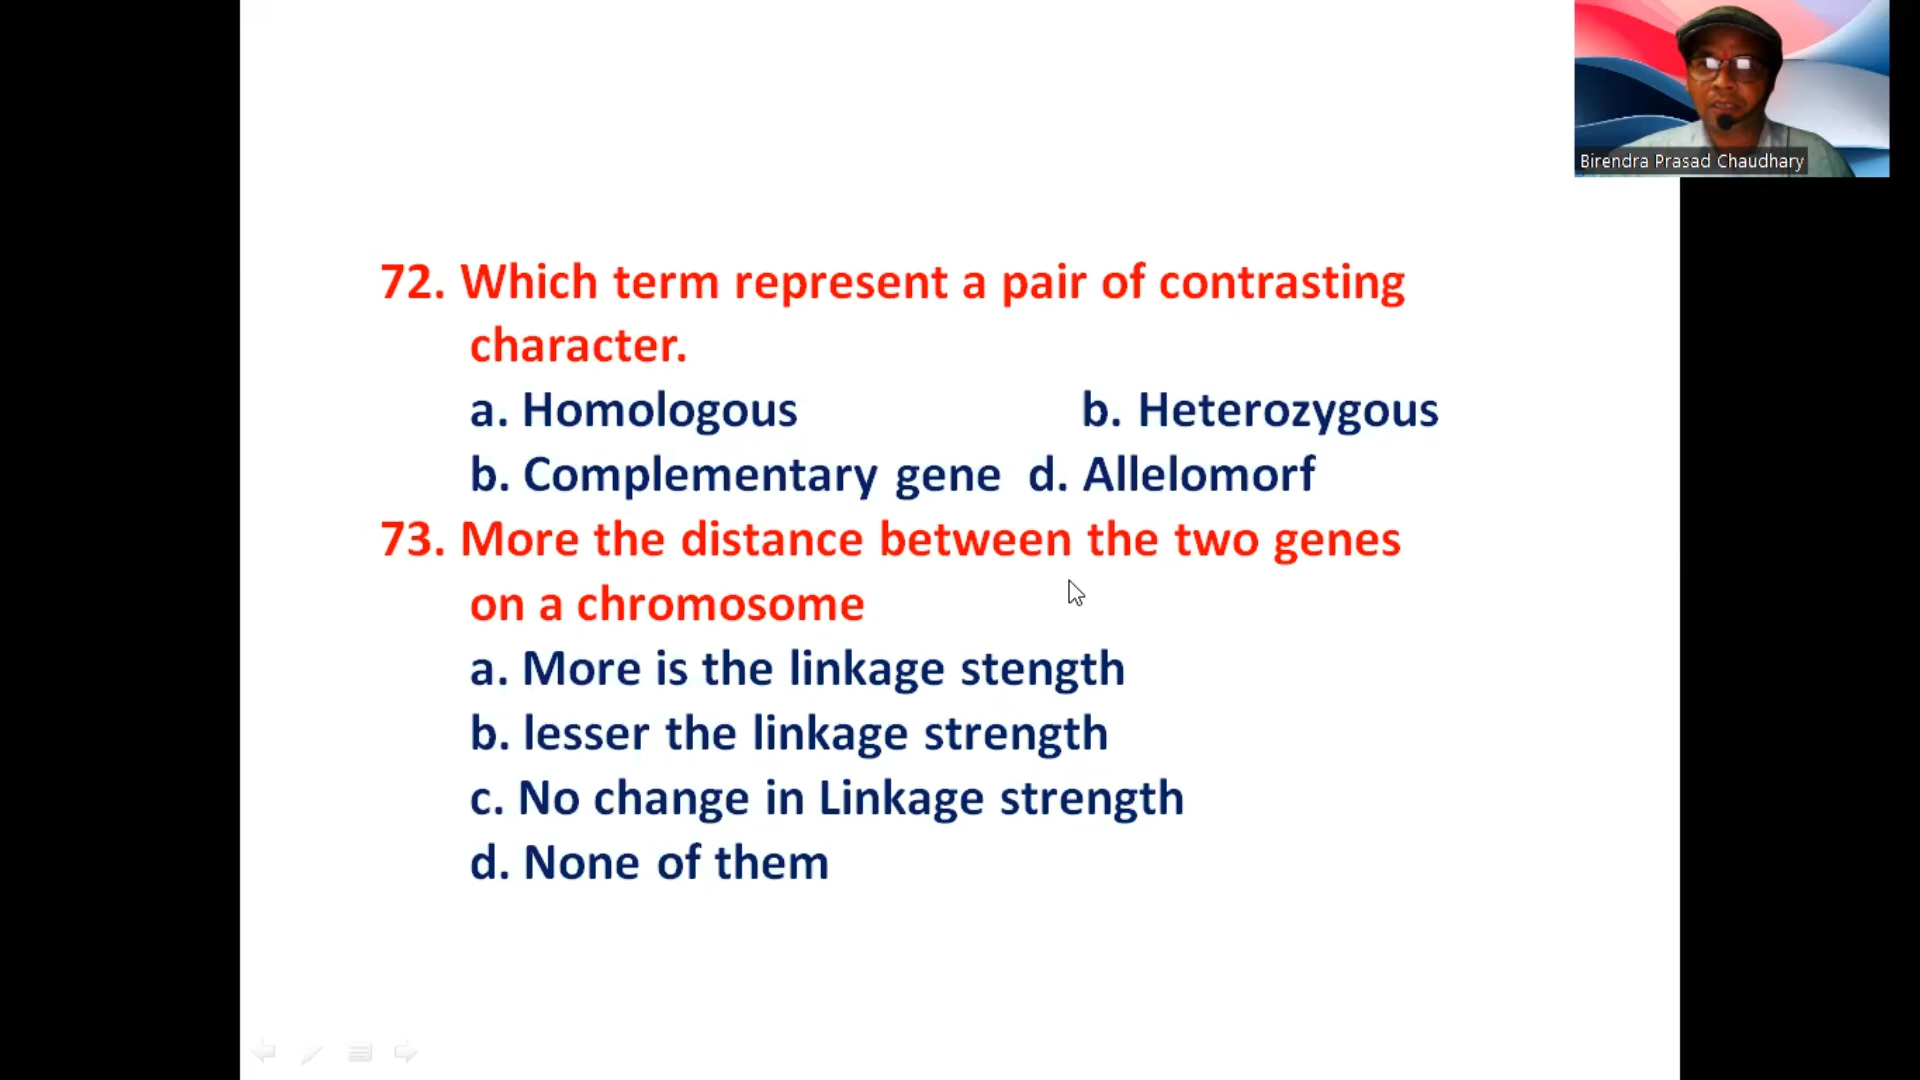 Birendra Prasad Chaudhary
72. Which term represent a pair of contrasting
character.
a. Homologous b. Heterozygous
b. Complementary gene d. Allelomorf
73. More the distance between the two genes
on a chromosome
a. More is the linkage stength
b. lesser the linkage strength
c. No change in Linkage strength
d. None of them